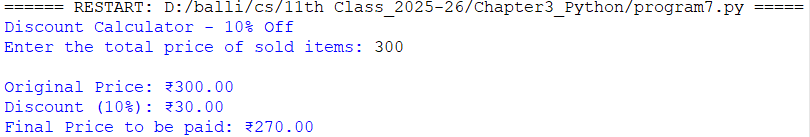 ====== RESTART: D:/balli/cs/11th Class_2025-26/Chapter3_Python/program7.py =====
Discount Calculator - 10% Off
Enter the total price of sold items: 300
Original Price: ₹300.00
Discount (10%): ₹30.00
Final Price to be paid: ₹270.00